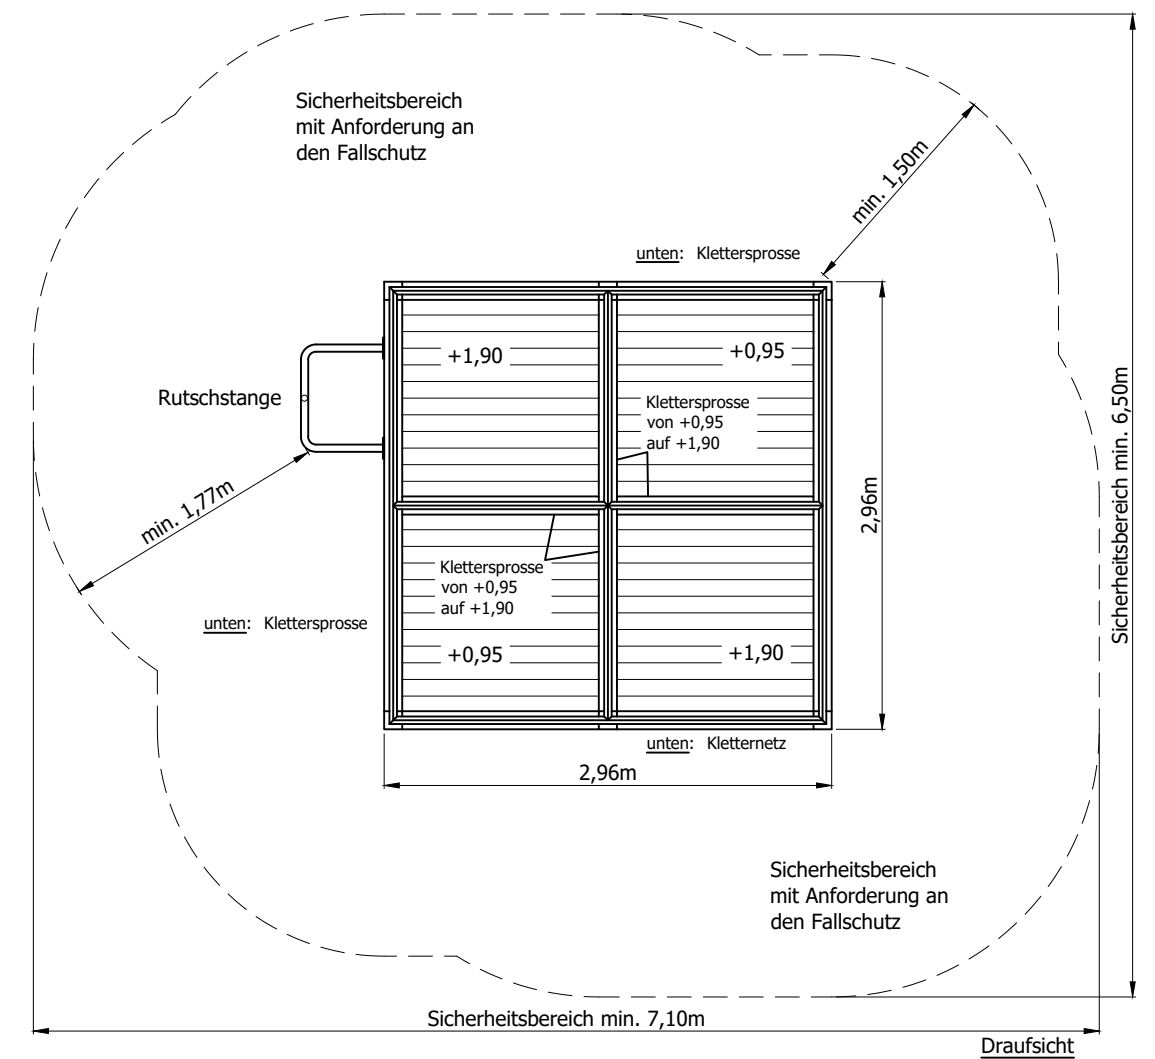 Sicherheitsbereich
mit Anforderung an
den Fallschutz
min. 1,50m
unten: Klettersprosse
+1,90
+0,95
Rutschstange
Klettersprosse
von +0,95
auf +1,90
Sicherheitsbereich min. 6,50m
2,96m
min. 1,77m
Klettersprosse
von +0,95
auf +1,90
unten: Klettersprosse
+0,95
+1,90
unten: Kletternetz
2,96m
Sicherheitsbereich
mit Anforderung an
den Fallschutz
Sicherheitsbereich min. 7,10m
Draufsicht